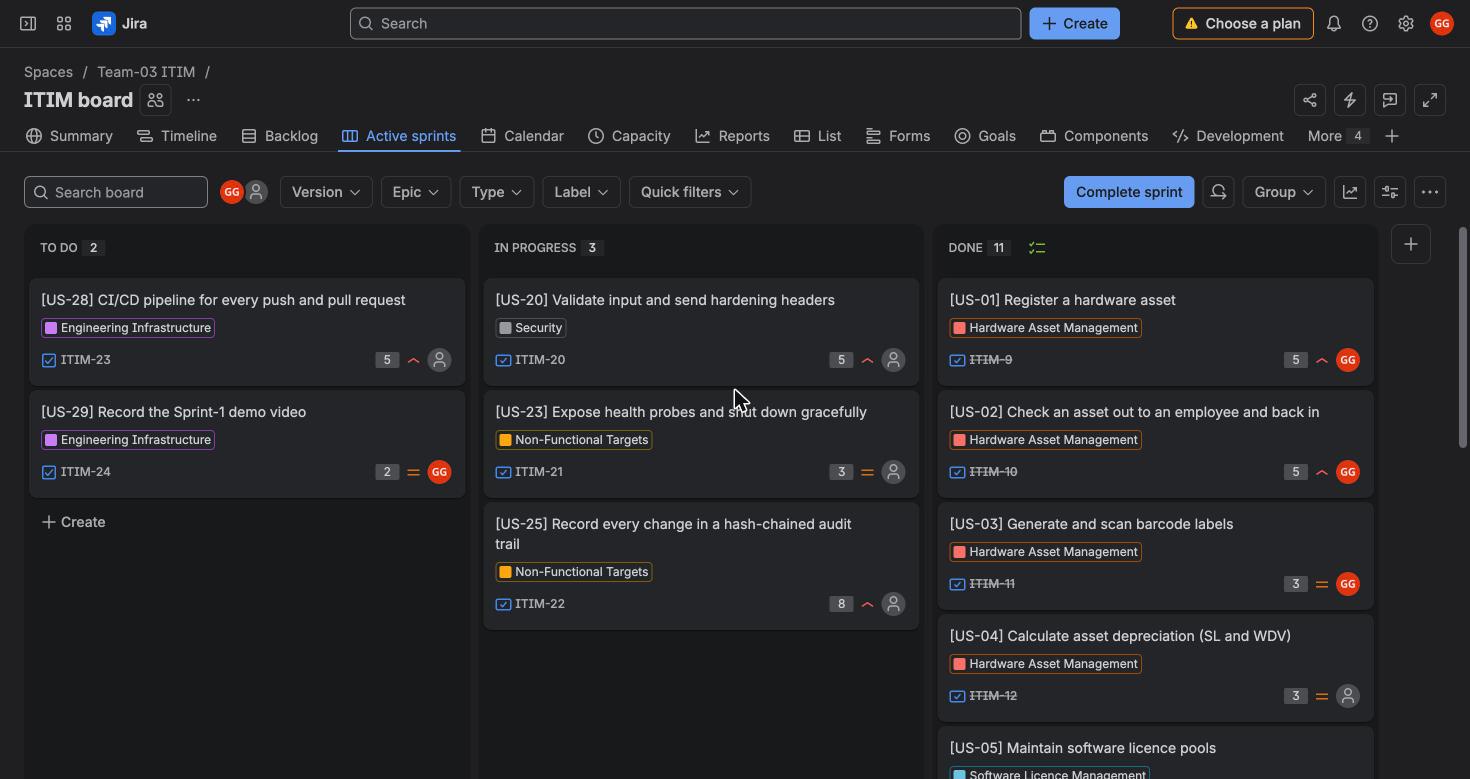 Jira
Search
Create
Choose a plan
GG
Spaces / Team-03 ITIM /
ITIM board
Summary
Timeline
Backlog
Active sprints
Calendar
Capacity
Reports
List
Forms
Goals
Components
Development
More 4
Search board
GG
Version
Epic
Type
Label
Quick filters
Complete sprint
Group
TO DO 2
[US-28] CI/CD pipeline for every push and pull request
Engineering Infrastructure
ITIM-23
5
[US-29] Record the Sprint-1 demo video
Engineering Infrastructure
ITIM-24
2
GG
Create
IN PROGRESS 3
[US-20] Validate input and send hardening headers
Security
ITIM-20
5
[US-23] Expose health probes and shut down gracefully
Non-Functional Targets
ITIM-21
3
[US-25] Record every change in a hash-chained audit
trail
Non-Functional Targets
ITIM-22
8
DONE 11
[US-01] Register a hardware asset
Hardware Asset Management
ITIM-9
5
GG
[US-02] Check an asset out to an employee and back in
Hardware Asset Management
ITIM-10
5
GG
[US-03] Generate and scan barcode labels
Hardware Asset Management
ITIM-11
3
GG
[US-04] Calculate asset depreciation (SL and WDV)
Hardware Asset Management
ITIM-12
3
[US-05] Maintain software licence pools
Software Licence Management